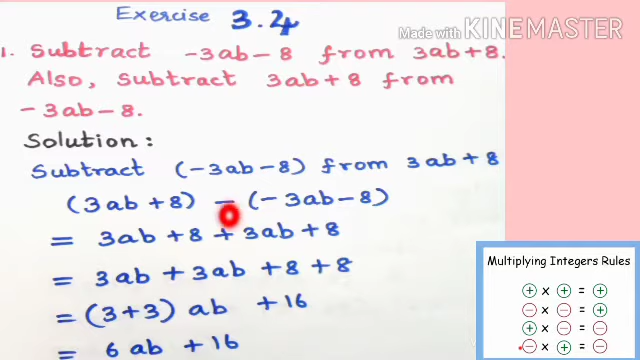 Exercise 3.4
Made with KINEMASTER
1. Subtract -3ab-8 from 3ab+8.
Also, Subtract 3ab+8 from
-3ab-8.
Solution:
Subtract (-3ab-8) from 3ab+8
(3ab+8) - (-3ab-8)
= 3ab+8+3ab+8
= 3ab+3ab+8+8
= (3+3) ab +16
= 6ab +16
Multiplying Integers Rules
+ x + = +
- x - = +
+ x - = -
- x + = -